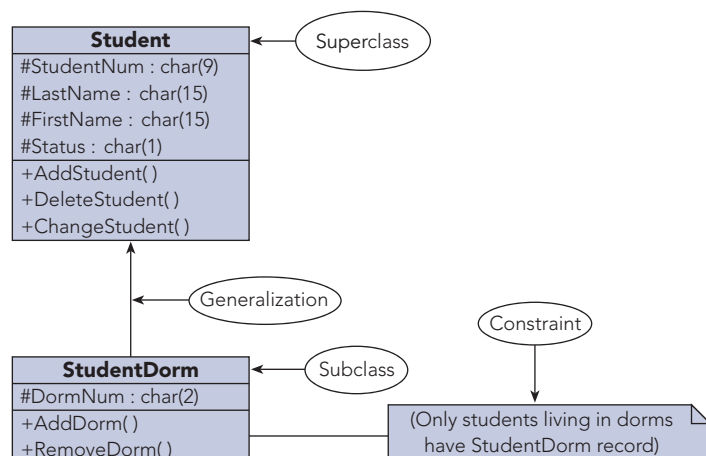 Student
#StudentNum : char(9)
#LastName : char(15)
#FirstName : char(15)
#Status : char(1)
+AddStudent( )
+DeleteStudent( )
+ChangeStudent( )
Superclass
Generalization
Constraint
StudentDorm
#DormNum : char(2)
+AddDorm( )
+RemoveDorm( )
Subclass
(Only students living in dorms
have StudentDorm record)